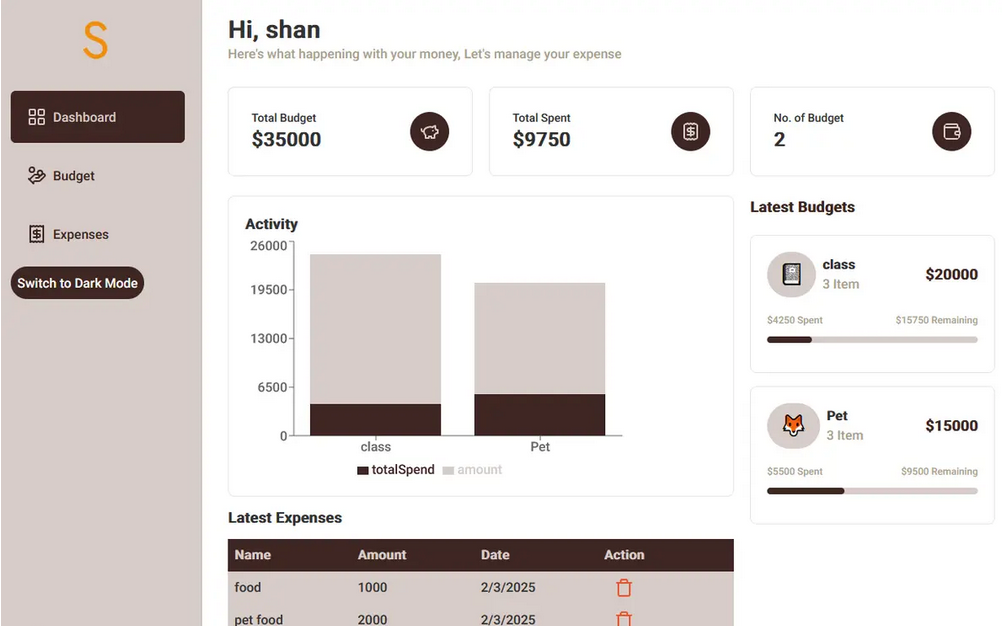 S
Dashboard
Budget
Expenses
Switch to Dark Mode
Hi, shan
Here's what happening with your money, Let's manage your expense
Total Budget
$35000
Total Spent
$9750
No. of Budget
2
Activity
26000
19500
13000
6500
0
class
Pet
totalSpend amount
Latest Budgets
class
3 Item
$20000
$4250 Spent
$15750 Remaining
Pet
3 Item
$15000
$5500 Spent
$9500 Remaining
Latest Expenses
Name Amount Date Action
food 1000 2/3/2025
pet food 2000 2/3/2025